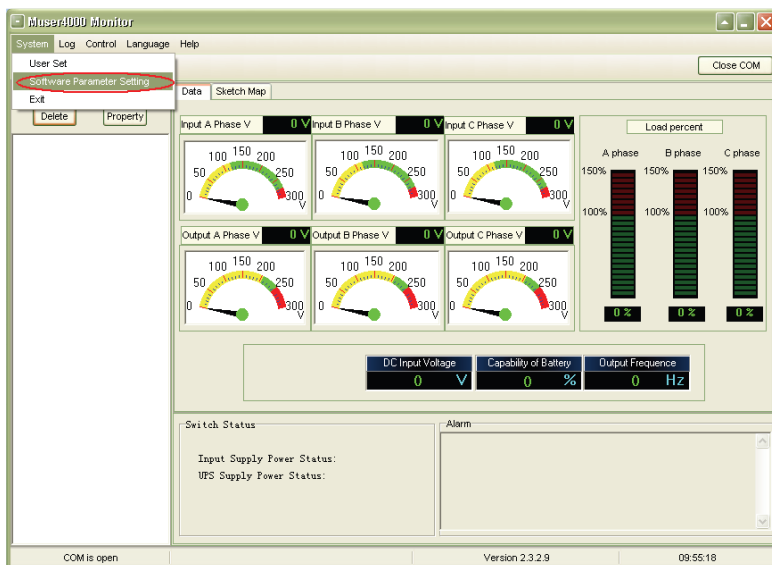 Muser4000 Monitor
System Log Control Language Help
User Set
Software Parameter Setting
Exit
Close COM
Delete Property
Data Sketch Map
Input A Phase V 0 V Input B Phase V 0 V Input C Phase V 0 V
0 50 100 150 200 250 300 V
0 50 100 150 200 250 300 V
0 50 100 150 200 250 300 V
Output A Phase V 0 V Output B Phase V 0 V Output C Phase V 0 V
0 50 100 150 200 250 300 V
0 50 100 150 200 250 300 V
0 50 100 150 200 250 300 V
Load percent
A phase B phase C phase
150% 150% 150%
100% 100% 100%
0 % 0 % 0 %
DC Input Voltage Capability of Battery Output Frequence
0 V 0 % 0 Hz
Switch Status
Input Supply Power Status:
UPS Supply Power Status:
Alarm
COM is open Version 2.3.2.9 09:55:18